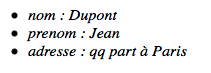 • nom : Dupont
• prenom : Jean
• adresse : qq part à Paris